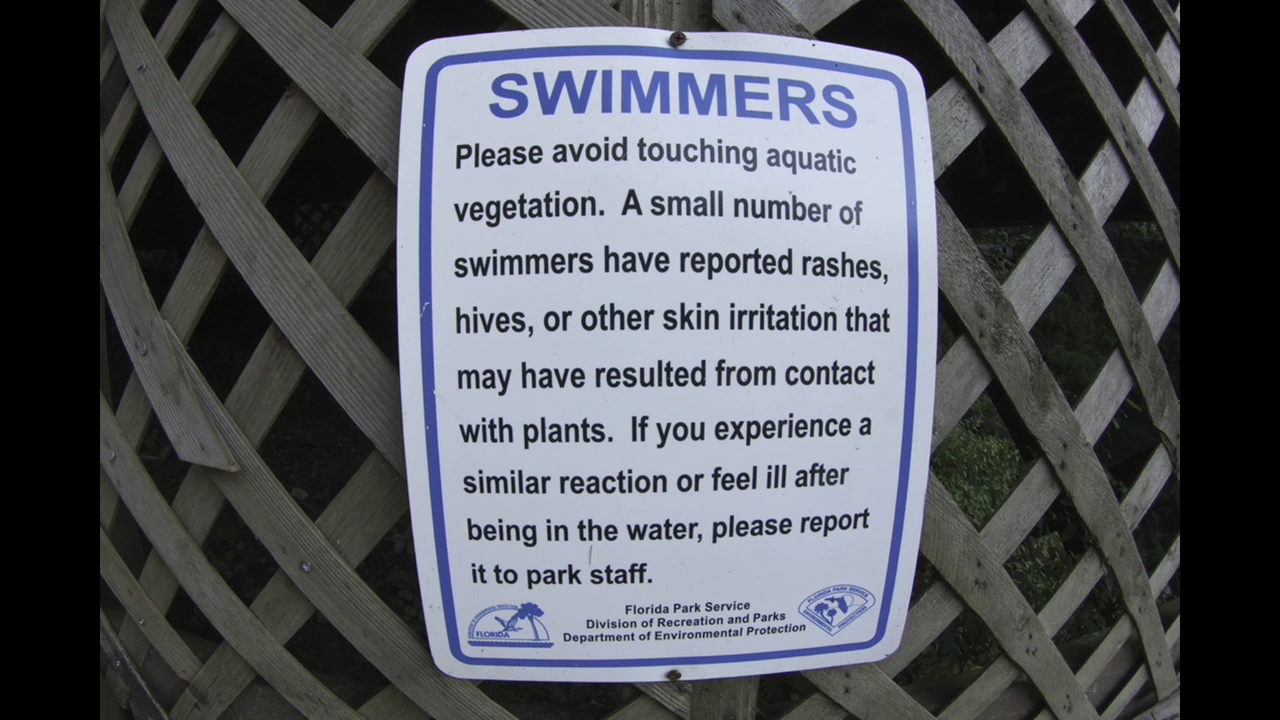 SWIMMERS
Please avoid touching aquatic
vegetation. A small number of
swimmers have reported rashes,
hives, or other skin irritation that
may have resulted from contact
with plants. If you experience a
similar reaction or feel ill after
being in the water, please report
it to park staff.
Florida Park Service
Division of Recreation and Parks
Department of Environmental Protection
FLORIDA
FLORIDA PARK SERVICE